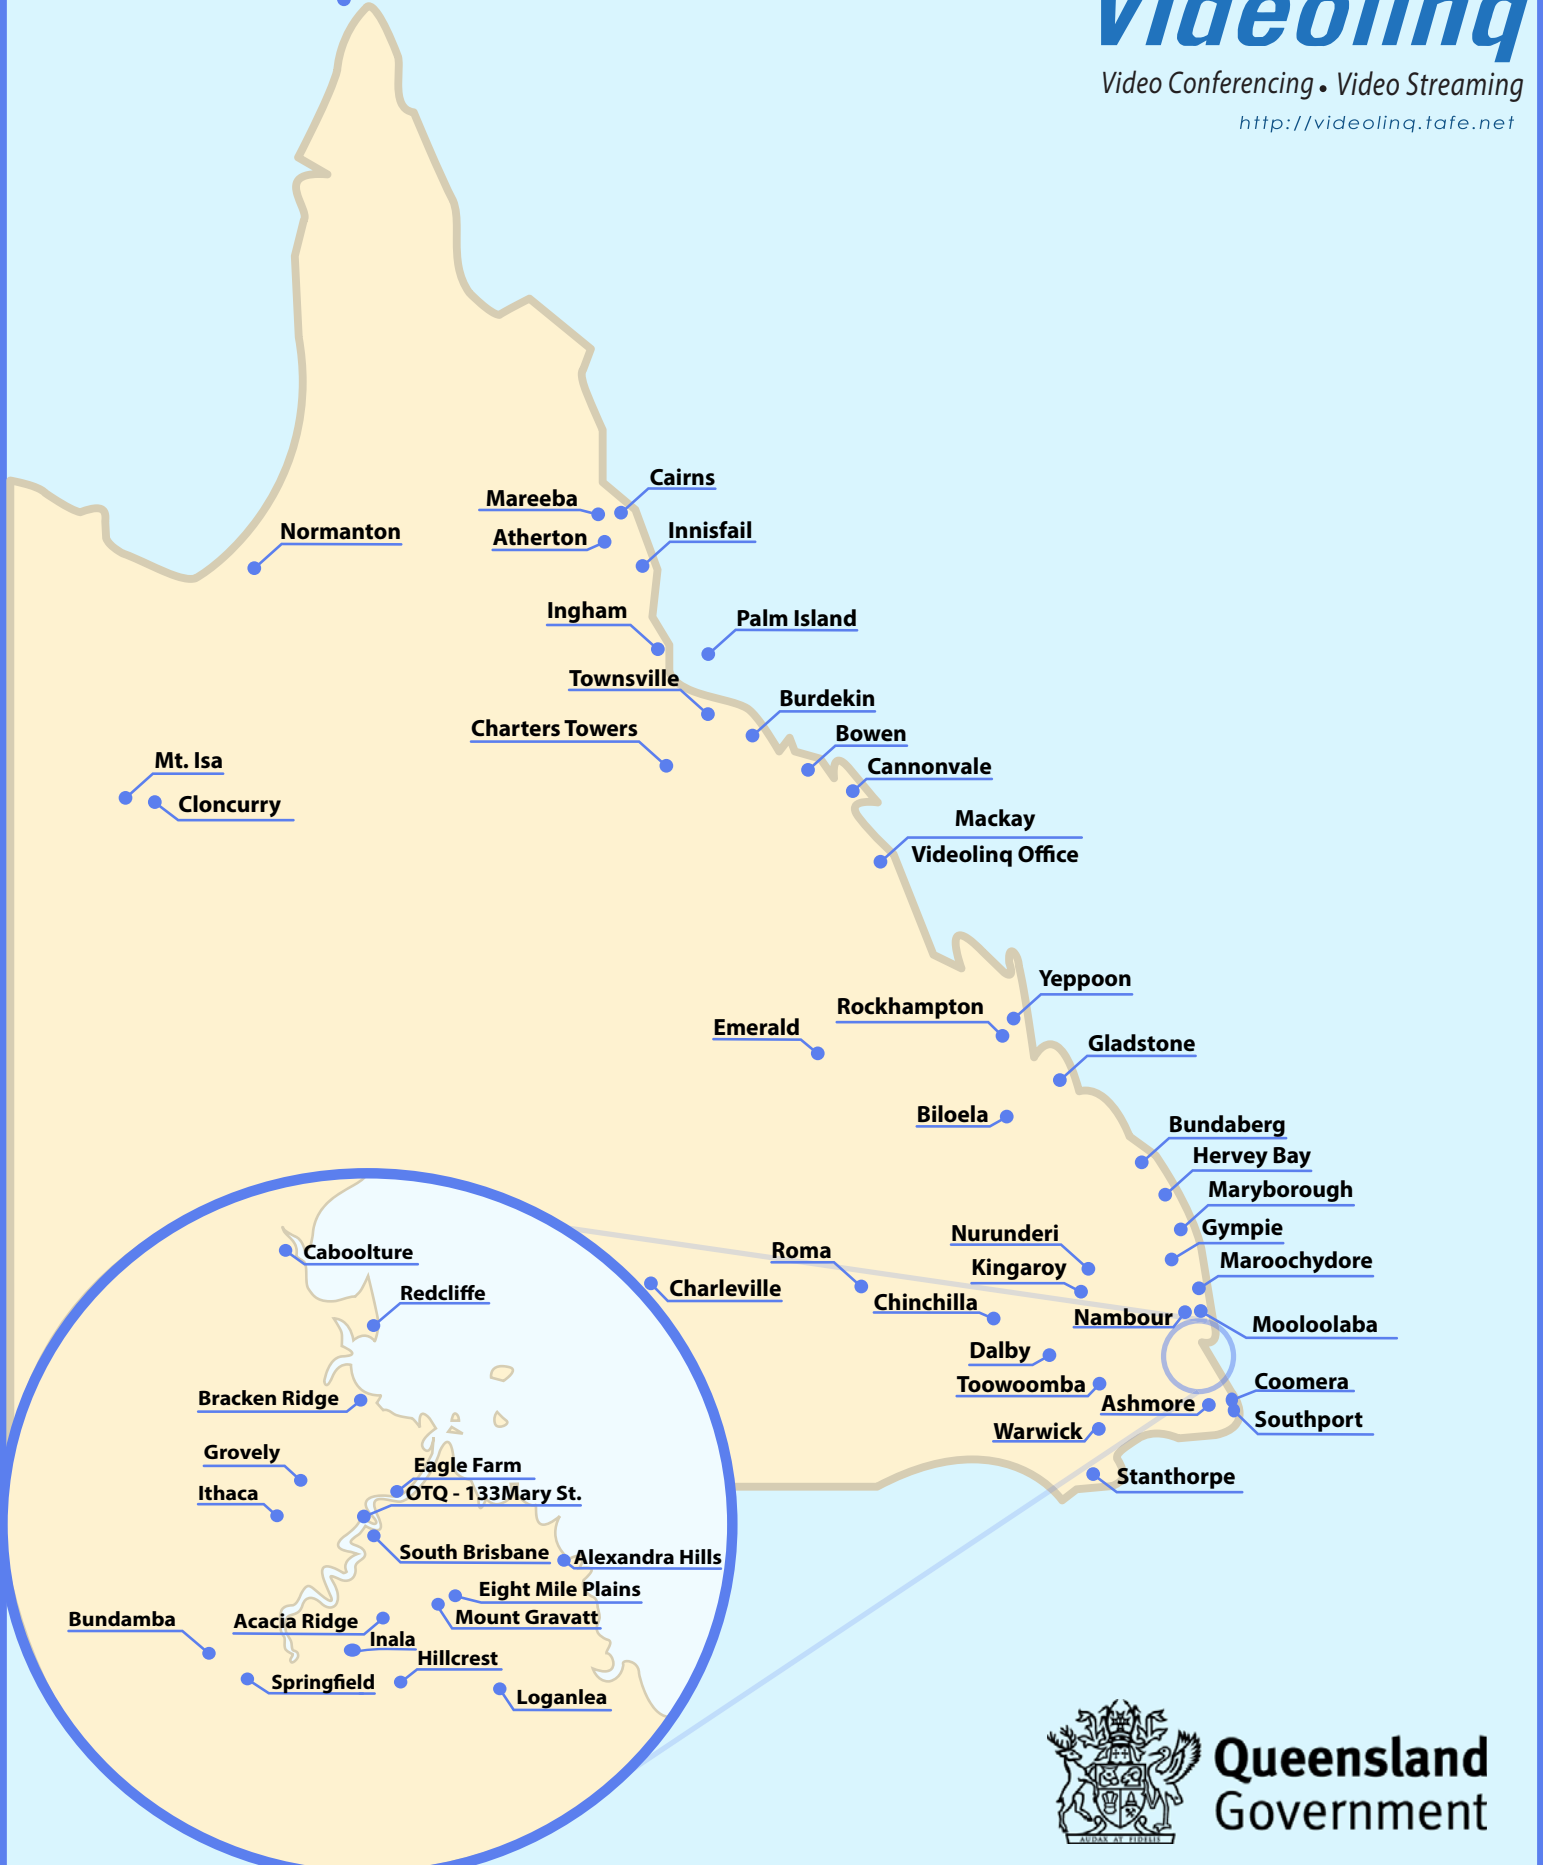 Videolinq
Video Conferencing • Video Streaming
http://videolinq.tafe.net
Cairns
Mareeba
Innisfail
Normanton
Atherton
Ingham
Palm Island
Townsville
Burdekin
Charters Towers
Bowen
Mt. Isa
Cannonvale
Cloncurry
Mackay
Videolinq Office
Yeppoon
Rockhampton
Emerald
Gladstone
Biloela
Bundaberg
Hervey Bay
Maryborough
Gympie
Nurunderi
Roma
Maroochydore
Kingaroy
Charleville
Chinchilla
Nambour
Mooloolaba
Dalby
Coomera
Toowoomba
Ashmore
Southport
Warwick
Stanthorpe
Caboolture
Redcliffe
Bracken Ridge
Grovely
Eagle Farm
Ithaca
OTQ - 133Mary St.
South Brisbane
Alexandra Hills
Eight Mile Plains
Mount Gravatt
Bundamba
Acacia Ridge
Inala
Hillcrest
Springfield
Loganlea
AUDAX AT FIDELIS
Queensland
Government